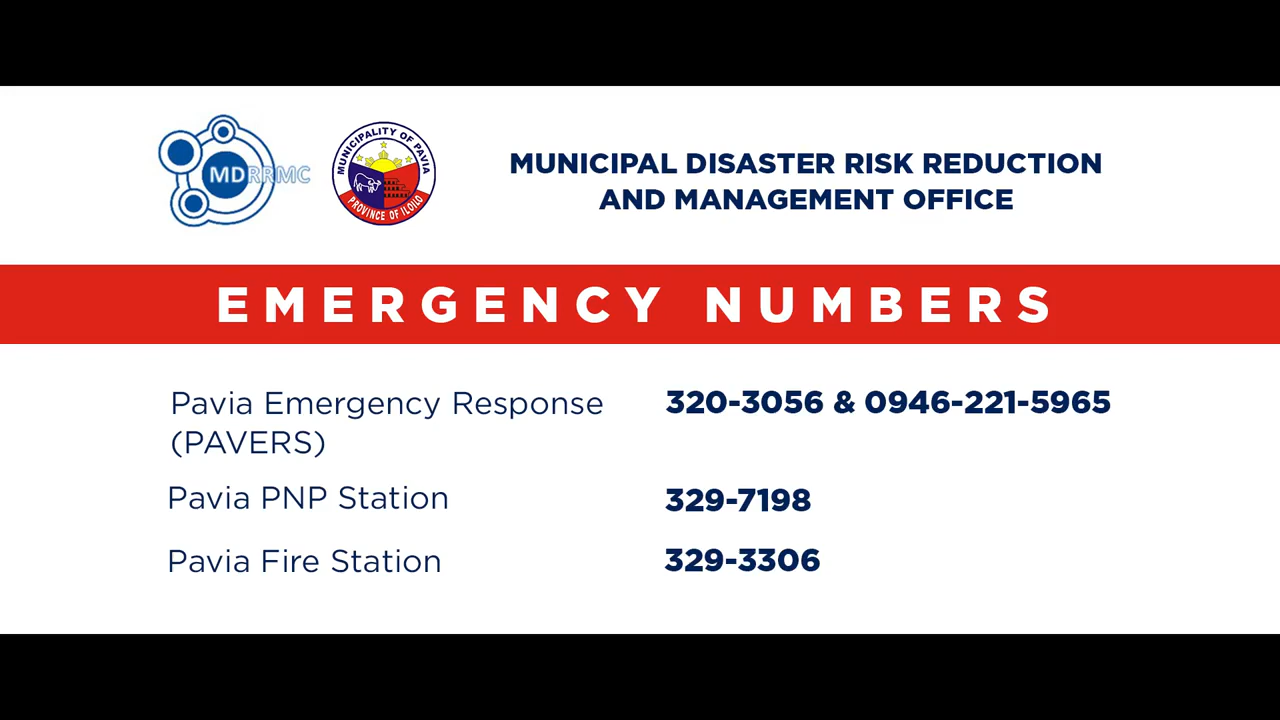 MDRRMC
MUNICIPALITY OF PAVIA
PROVINCE OF ILOILO
MUNICIPAL DISASTER RISK REDUCTION
AND MANAGEMENT OFFICE
EMERGENCY NUMBERS
Pavia Emergency Response 320-3056 & 0946-221-5965
(PAVERS)
Pavia PNP Station 329-7198
Pavia Fire Station 329-3306